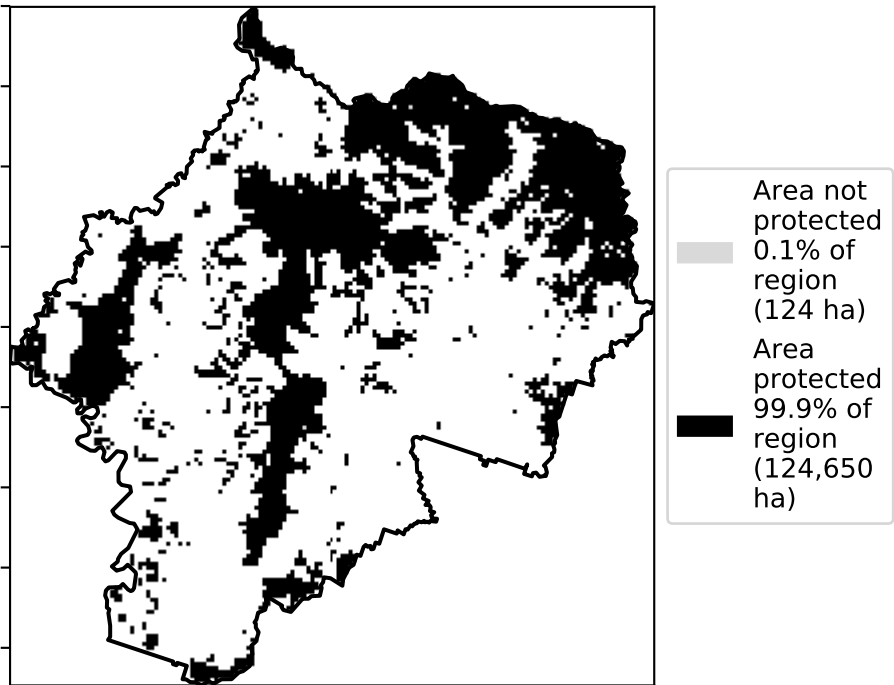 Area not
protected
0.1% of
region
(124 ha)
Area
protected
99.9% of
region
(124,650
ha)